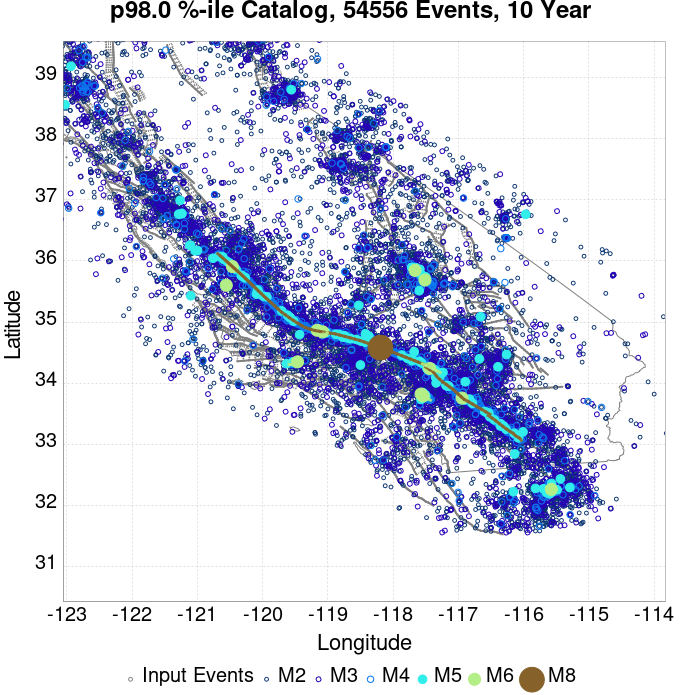 p98.0 %-ile Catalog, 54556 Events, 10 Year
39
38
37
36
35
34
33
32
31
Latitude
-123 -122 -121 -120 -119 -118 -117 -116 -115 -114
Longitude
Input Events M2 M3 M4 M5 M6 M8